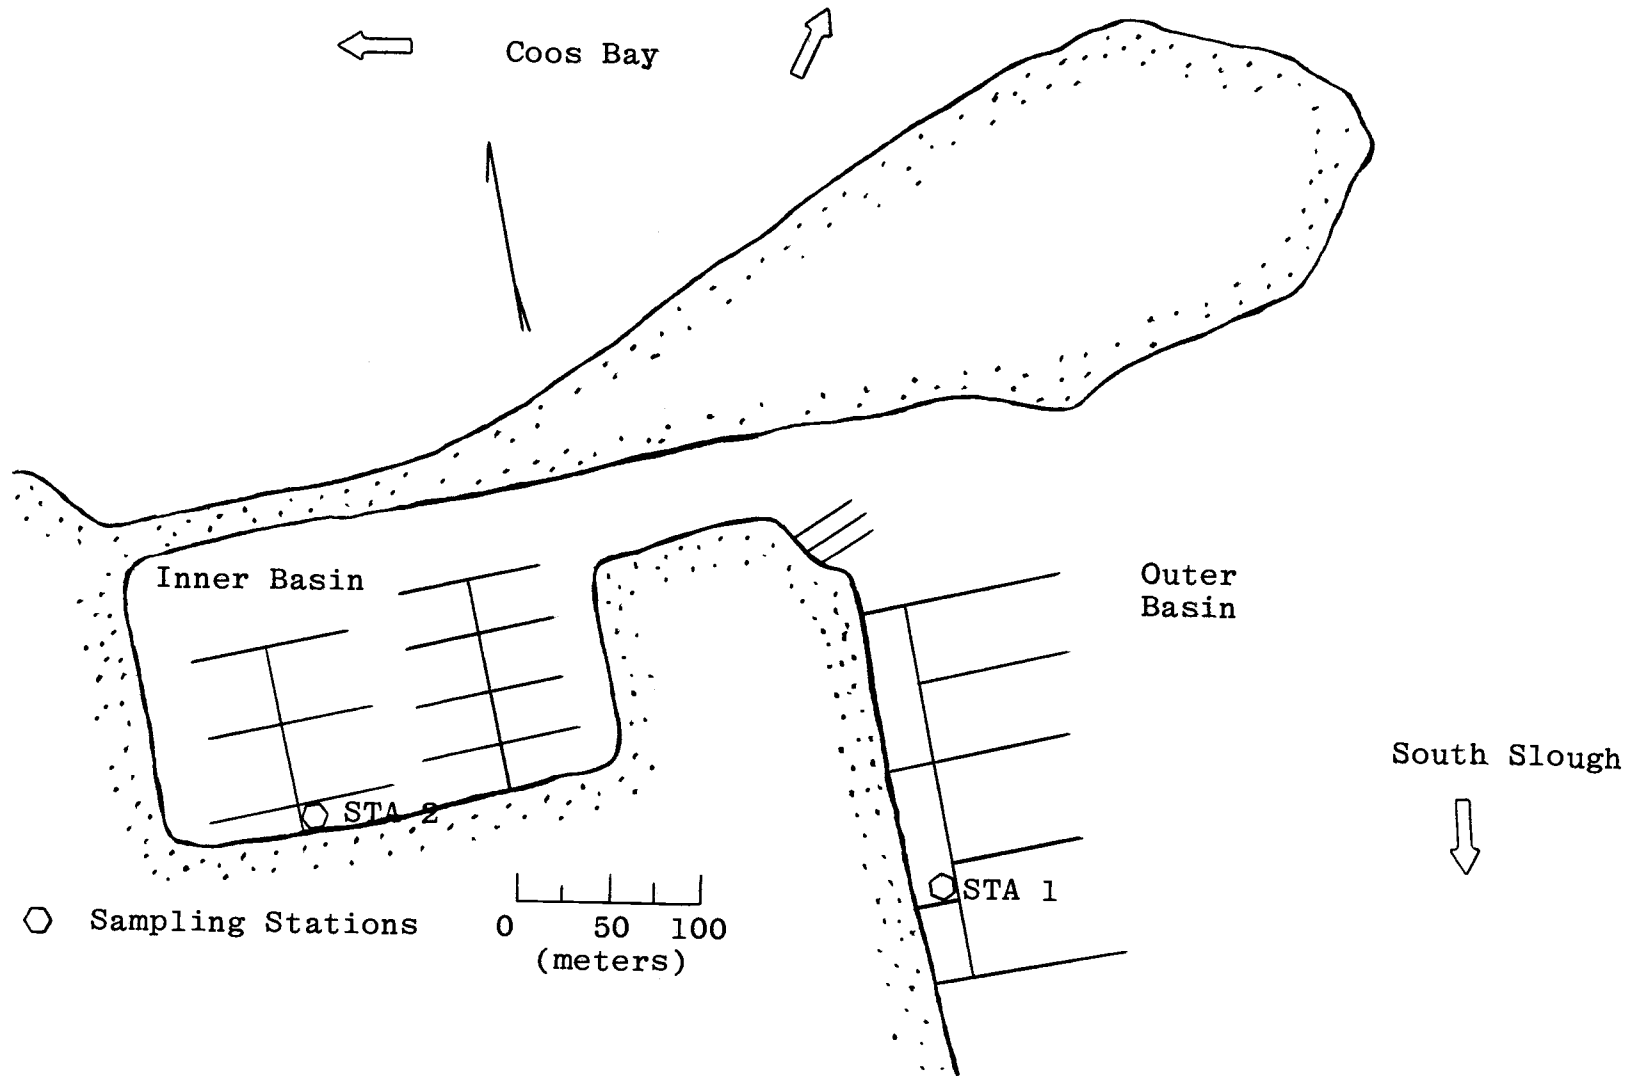 Coos Bay
Inner Basin
Outer
Basin
South Slough
STA 2
STA 1
Sampling Stations
0 50 100
(meters)